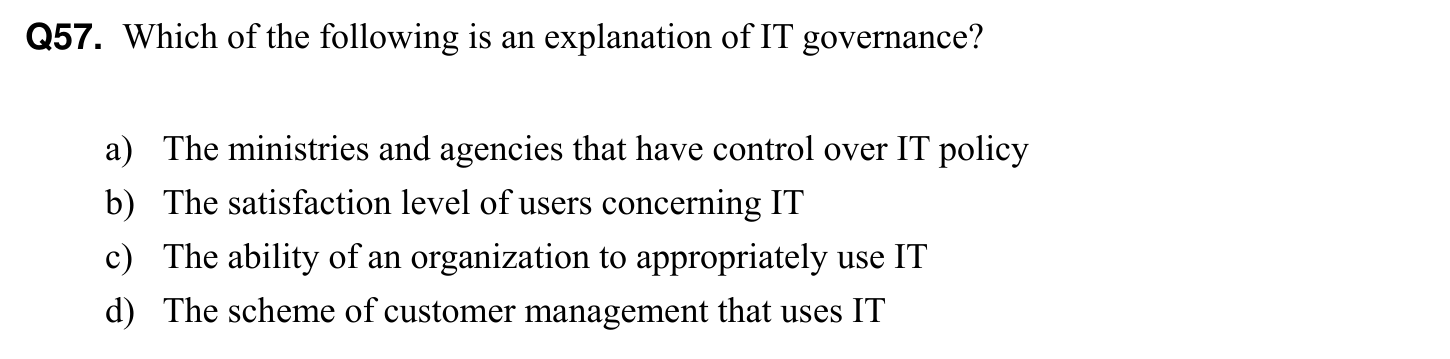 Q57. Which of the following is an explanation of IT governance?
a) The ministries and agencies that have control over IT policy
b) The satisfaction level of users concerning IT
c) The ability of an organization to appropriately use IT
d) The scheme of customer management that uses IT